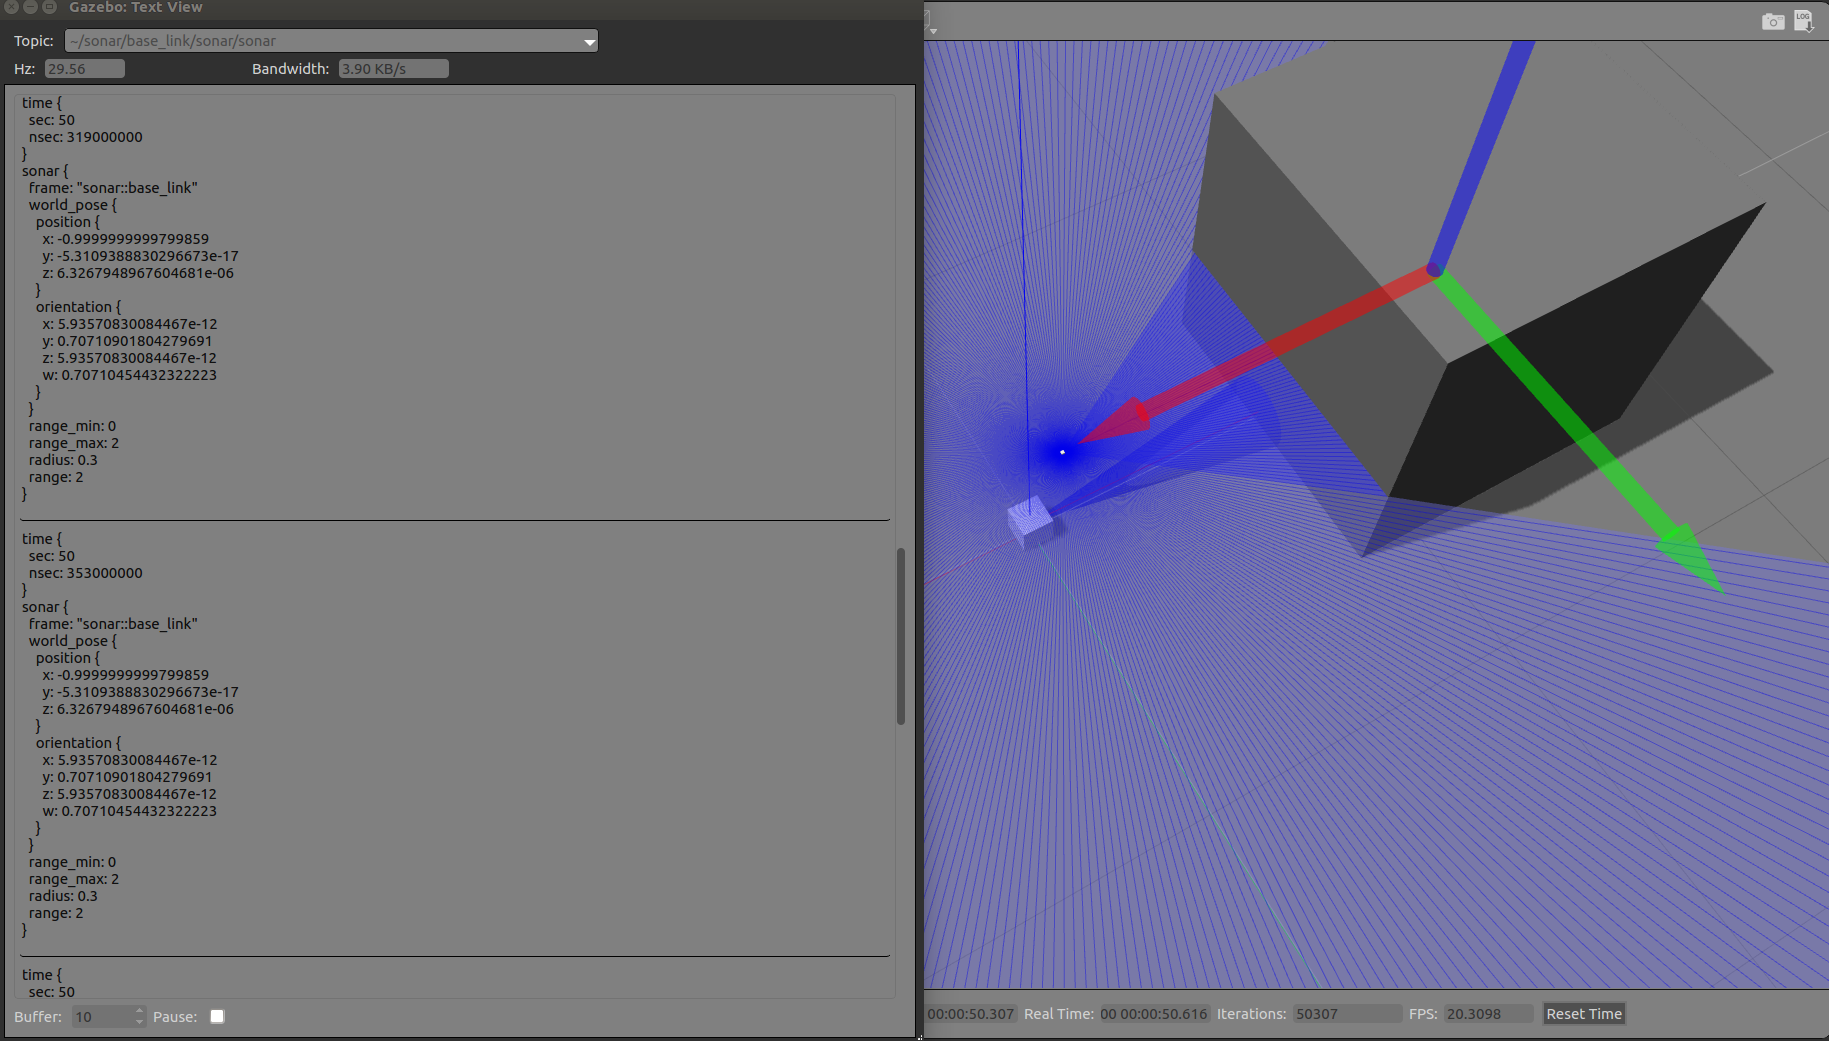 Gazebo: Text View
Topic: ~/sonar/base_link/sonar/sonar
Hz: 29.56 Bandwidth: 3.90 KB/s
time {
sec: 50
nsec: 319000000
}
sonar {
frame: "sonar::base_link"
world_pose {
position {
x: -0.9999999999799859
y: -5.3109388830296673e-17
z: 6.3267948967604681e-06
}
orientation {
x: 5.93570830084467e-12
y: 0.70710901804279691
z: 5.93570830084467e-12
w: 0.70710454432322223
}
}
range_min: 0
range_max: 2
radius: 0.3
range: 2
}
time {
sec: 50
nsec: 353000000
}
sonar {
frame: "sonar::base_link"
world_pose {
position {
x: -0.9999999999799859
y: -5.3109388830296673e-17
z: 6.3267948967604681e-06
}
orientation {
x: 5.93570830084467e-12
y: 0.70710901804279691
z: 5.93570830084467e-12
w: 0.70710454432322223
}
}
range_min: 0
range_max: 2
radius: 0.3
range: 2
}
time {
sec: 50
Buffer: 10 Pause:
LOG
00:00:50.307 Real Time: 00 00:00:50.616 Iterations: 50307 FPS: 20.3098 Reset Time